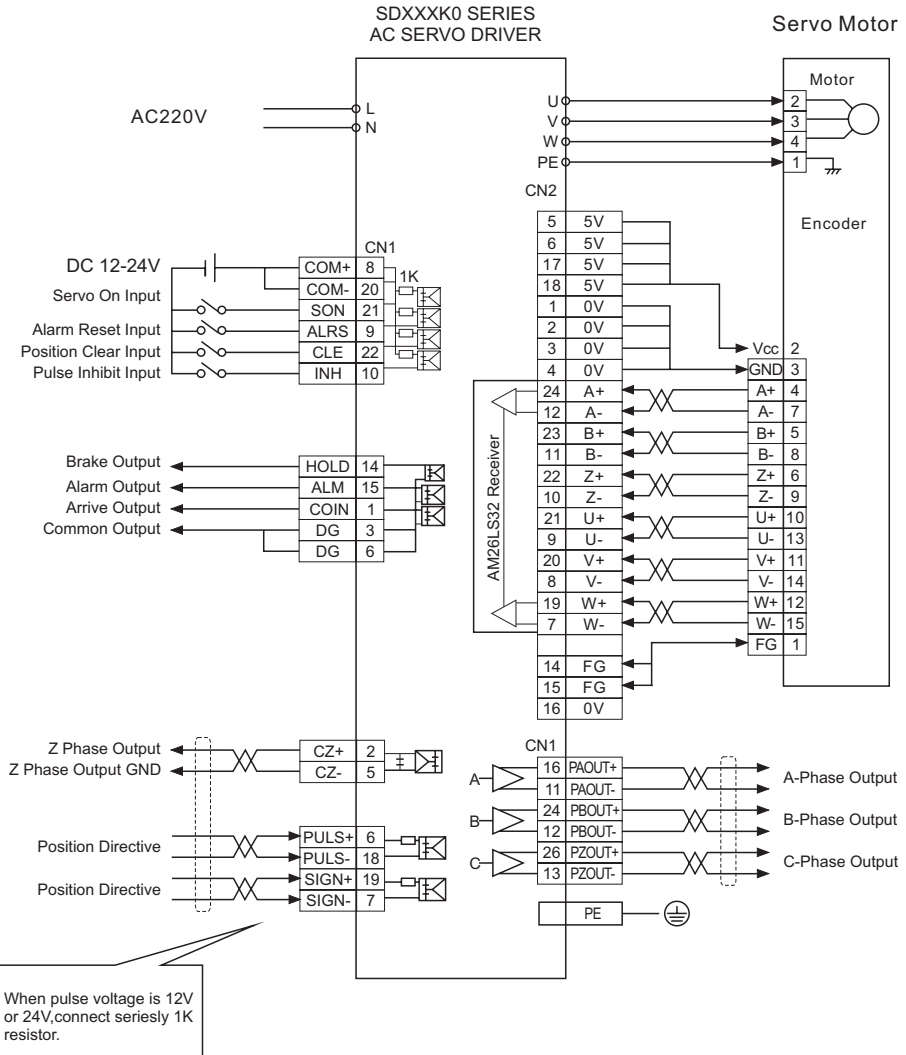 SDXXXK0 SERIES
AC SERVO DRIVER
Servo Motor
AC220V
L
N
U
V
W
PE
Motor
2
3
4
1
CN2
Encoder
5 5V
6 5V
17 5V
18 5V
1 0V
2 0V
3 0V
4 0V
24 A+
12 A-
23 B+
11 B-
22 Z+
10 Z-
21 U+
9 U-
20 V+
8 V-
19 W+
7 W-
14 FG
15 FG
16 0V
AM26LS32 Receiver
Vcc 2
GND 3
A+ 4
A- 7
B+ 5
B- 8
Z+ 6
Z- 9
U+ 10
U- 13
V+ 11
V- 14
W+ 12
W- 15
FG 1
CN1
DC 12-24V
COM+ 8
1K
COM- 20
Servo On Input
SON 21
Alarm Reset Input
ALRS 9
Position Clear Input
CLE 22
Pulse Inhibit Input
INH 10
Brake Output
HOLD 14
Alarm Output
ALM 15
Arrive Output
COIN 1
Common Output
DG 3
DG 6
Z Phase Output
CZ+ 2
Z Phase Output GND
CZ- 5
Position Directive
PULS+ 6
PULS- 18
Position Directive
SIGN+ 19
SIGN- 7
CN1
A
16 PAOUT+
11 PAOUT-
A-Phase Output
B
24 PBOUT+
12 PBOUT-
B-Phase Output
C
26 PZOUT+
13 PZOUT-
C-Phase Output
PE
When pulse voltage is 12V
or 24V,connect seriesly 1K
resistor.